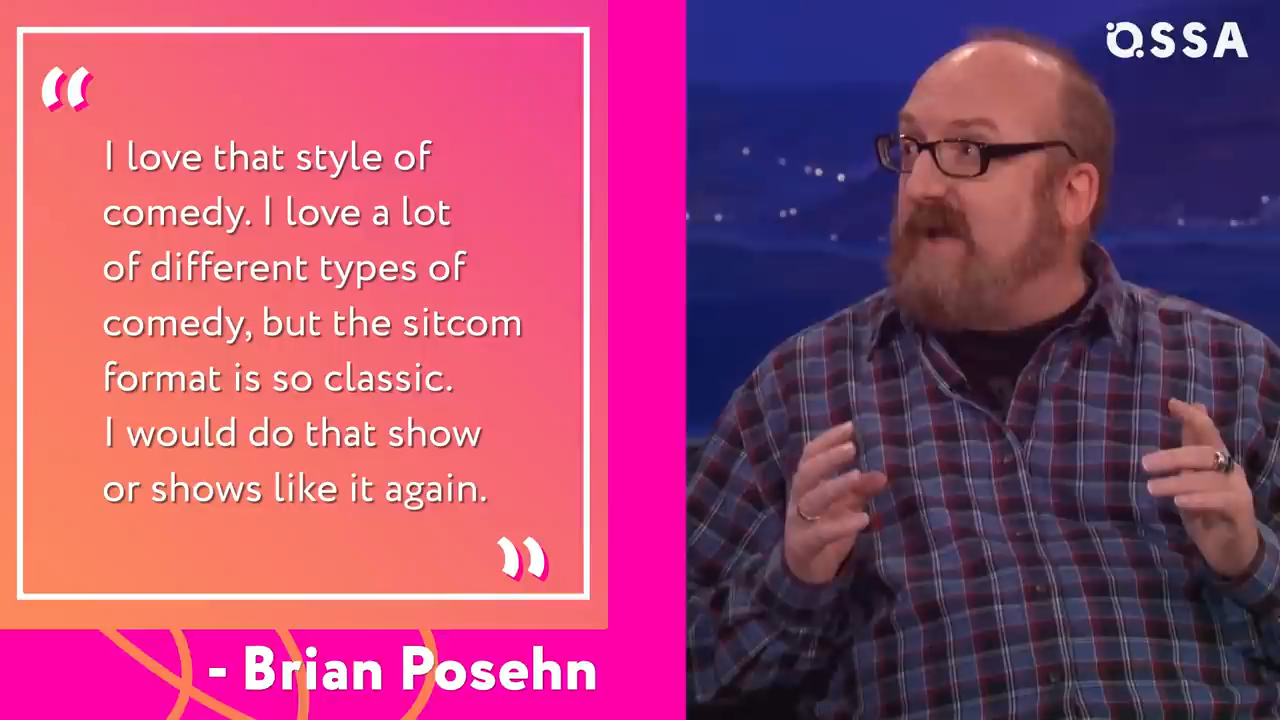 QSSA
“
I love that style of
comedy. I love a lot
of different types of
comedy, but the sitcom
format is so classic.
I would do that show
or shows like it again.
”
- Brian Posehn